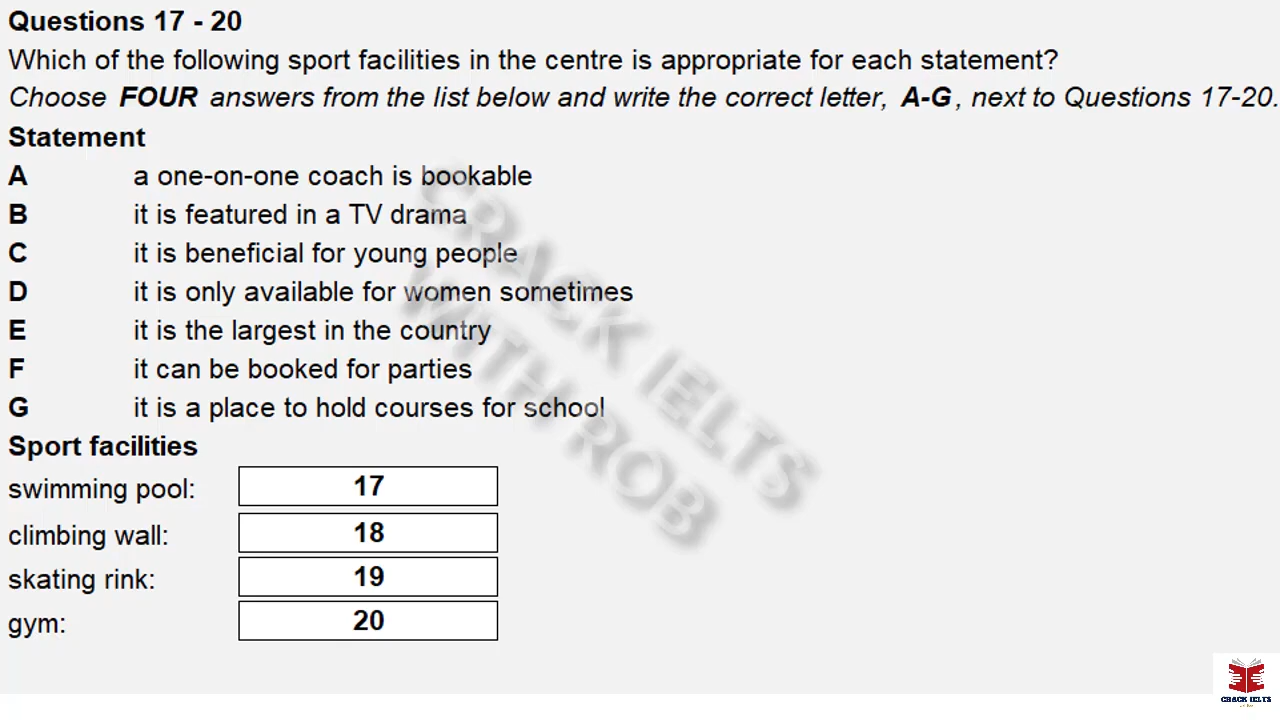 Questions 17 - 20
Which of the following sport facilities in the centre is appropriate for each statement?
Choose FOUR answers from the list below and write the correct letter, A-G, next to Questions 17-20.
Statement
A a one-on-one coach is bookable
B it is featured in a TV drama
C it is beneficial for young people
D it is only available for women sometimes
E it is the largest in the country
F it can be booked for parties
G it is a place to hold courses for school
Sport facilities
swimming pool: 17
climbing wall: 18
skating rink: 19
gym: 20
CRACK IELTS
WITH ROB
CRACK IELTS